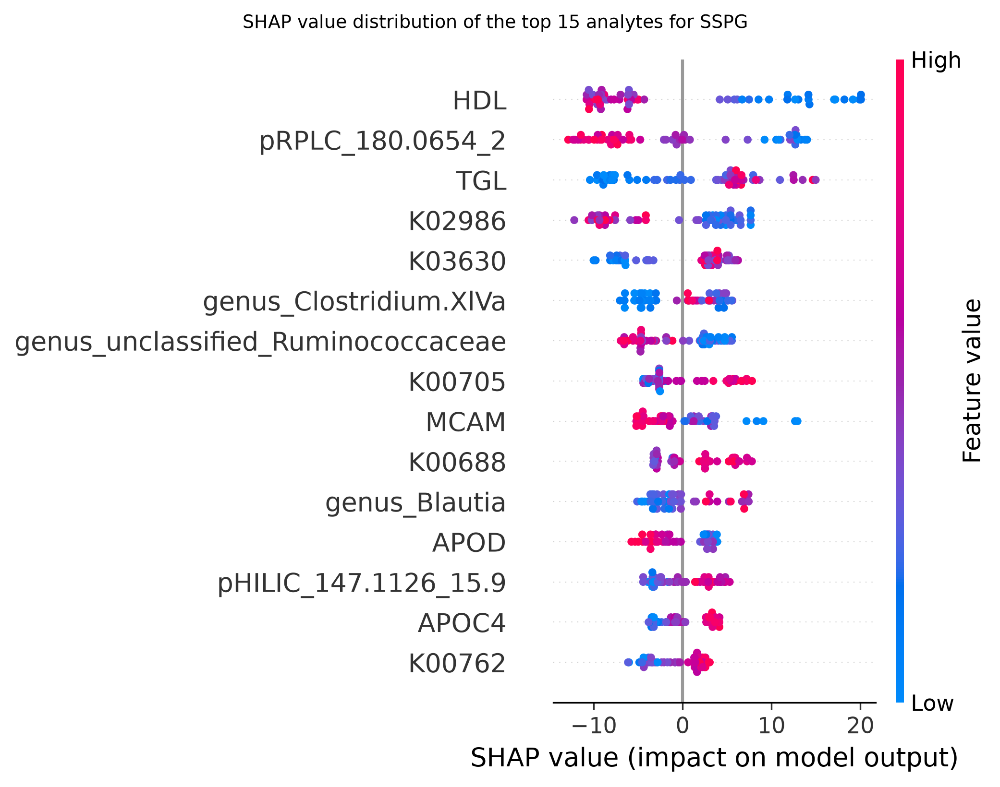 SHAP value distribution of the top 15 analytes for SSPG
High
HDL
pRPLC_180.0654_2
TGL
K02986
K03630
genus_Clostridium.XlVa
genus_unclassified_Ruminococcaceae
K00705
MCAM
K00688
genus_Blautia
APOD
pHILIC_147.1126_15.9
APOC4
K00762
Feature value
Low
−10 0 10 20
SHAP value (impact on model output)